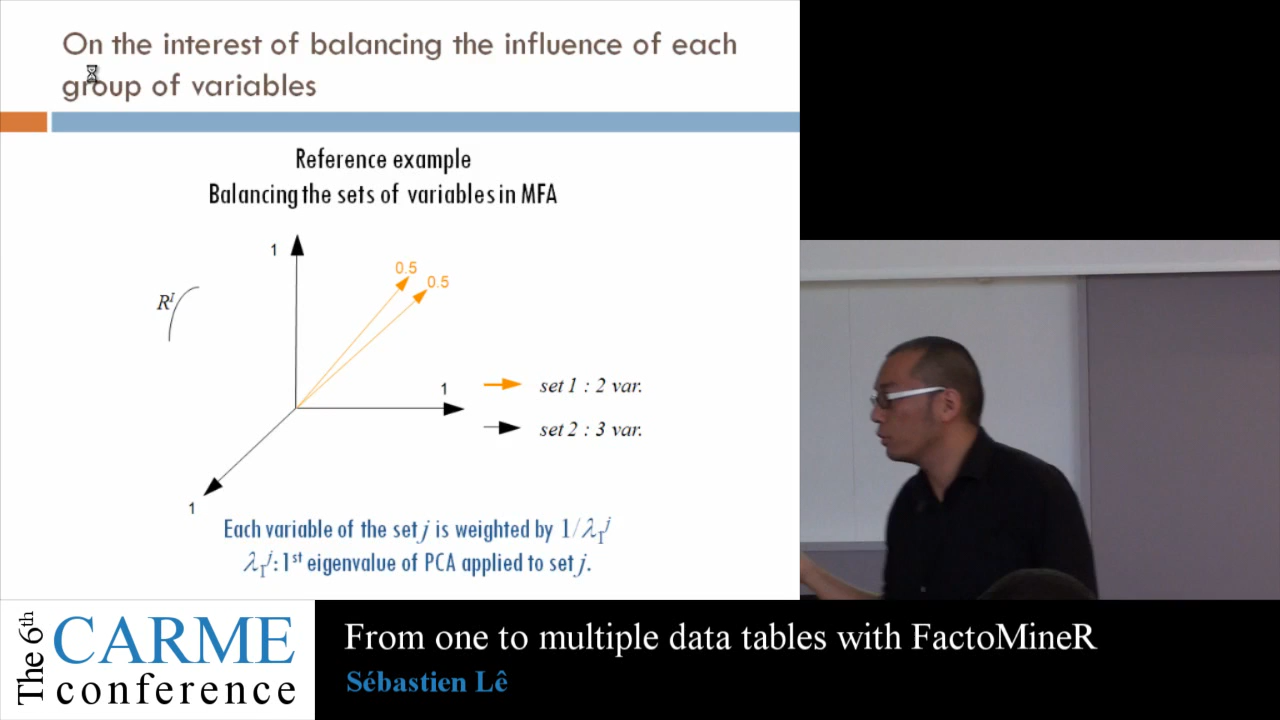 On the interest of balancing the influence of each
group of variables
Reference example
Balancing the sets of variables in MFA
1
0.5
0.5
R^I
1
set 1 : 2 var.
set 2 : 3 var.
1
Each variable of the set j is weighted by 1/λ₁ʲ
λ₁ʲ: 1st eigenvalue of PCA applied to set j.
The 6th
CARME
conference
From one to multiple data tables with FactoMineR
Sébastien Lê